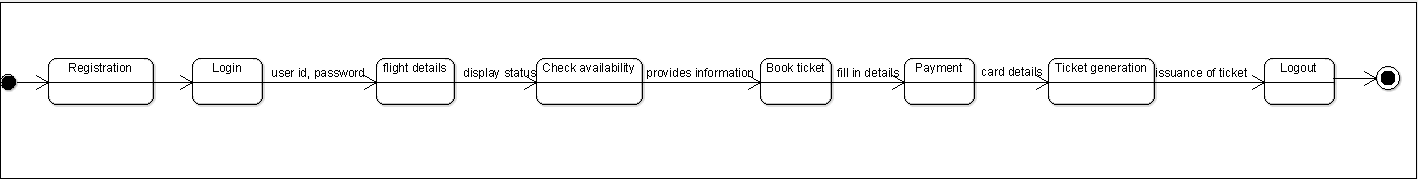 Registration
Login
user id, password
flight details
display status
Check availability
provides information
Book ticket
fill in details
Payment
card details
Ticket generation
issuance of ticket
Logout